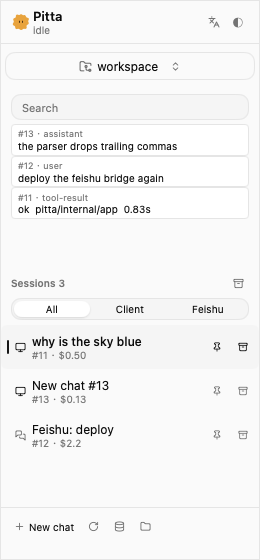 Pitta
idle
workspace
Search
#13 · assistant
the parser drops trailing commas
#12 · user
deploy the feishu bridge again
#11 · tool-result
ok pitta/internal/app 0.83s
Sessions 3
All Client Feishu
why is the sky blue
#11 · $0.50
New chat #13
#13 · $0.13
Feishu: deploy
#12 · $2.2
+ New chat